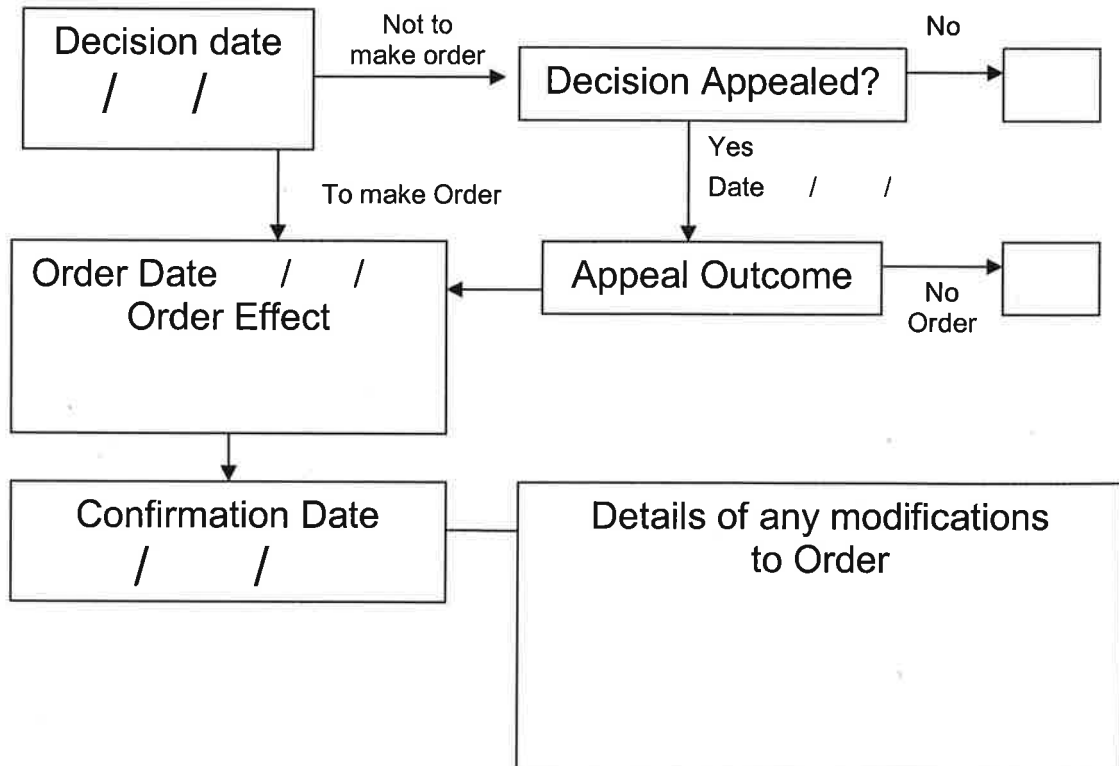 Decision date
/ /
Not to
make order
Decision Appealed?
No
Yes
Date / /
To make Order
Order Date / /
Order Effect
Appeal Outcome
No
Order
Confirmation Date
/ /
Details of any modifications
to Order